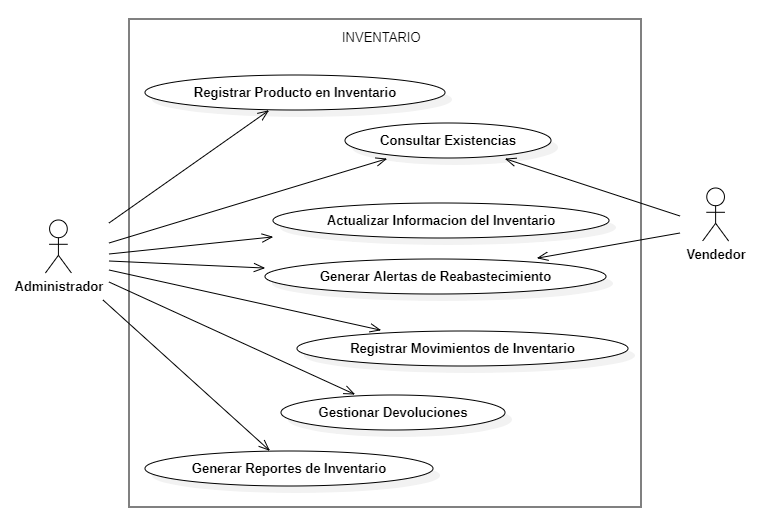 INVENTARIO
Registrar Producto en Inventario
Consultar Existencias
Actualizar Informacion del Inventario
Vendedor
Generar Alertas de Reabastecimiento
Administrador
Registrar Movimientos de Inventario
Gestionar Devoluciones
Generar Reportes de Inventario